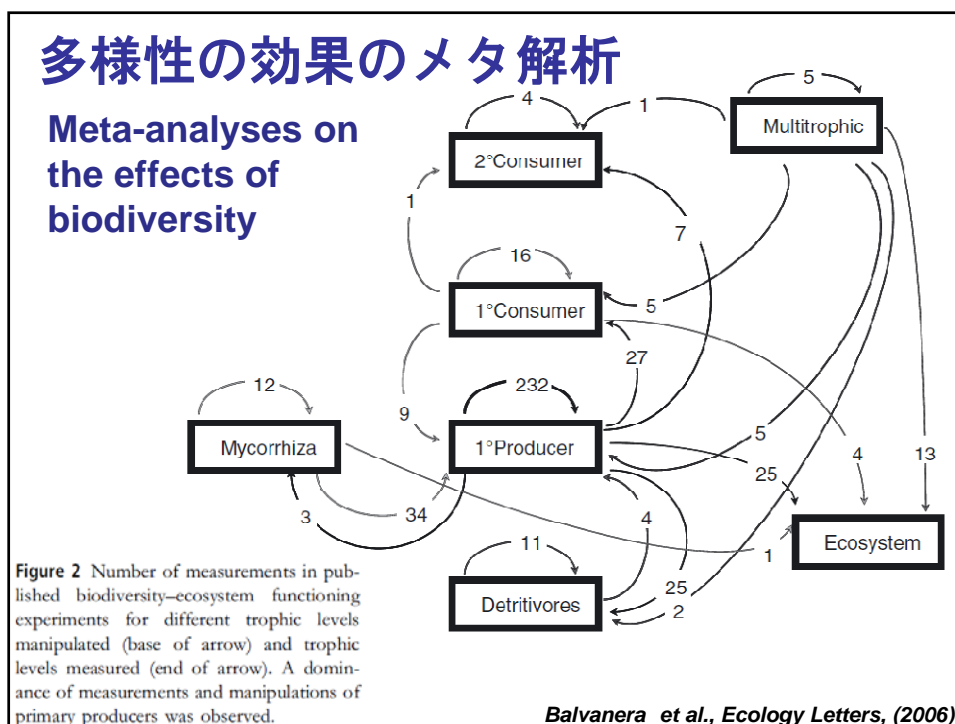 多様性の効果のメタ解析
Meta-analyses on
the effects of
biodiversity
5
4
1
Multitrophic
2°Consumer
1
7
16
1°Consumer
5
27
12
232
9
Mycorrhiza
1°Producer
5
4
13
25
3
34
4
1
Ecosystem
11
25
Detritivores
2
Figure 2 Number of measurements in pub-
lished biodiversity–ecosystem functioning
experiments for different trophic levels
manipulated (base of arrow) and trophic
levels measured (end of arrow). A domin-
ance of measurements and manipulations of
primary producers was observed.
Balvanera et al., Ecology Letters, (2006)